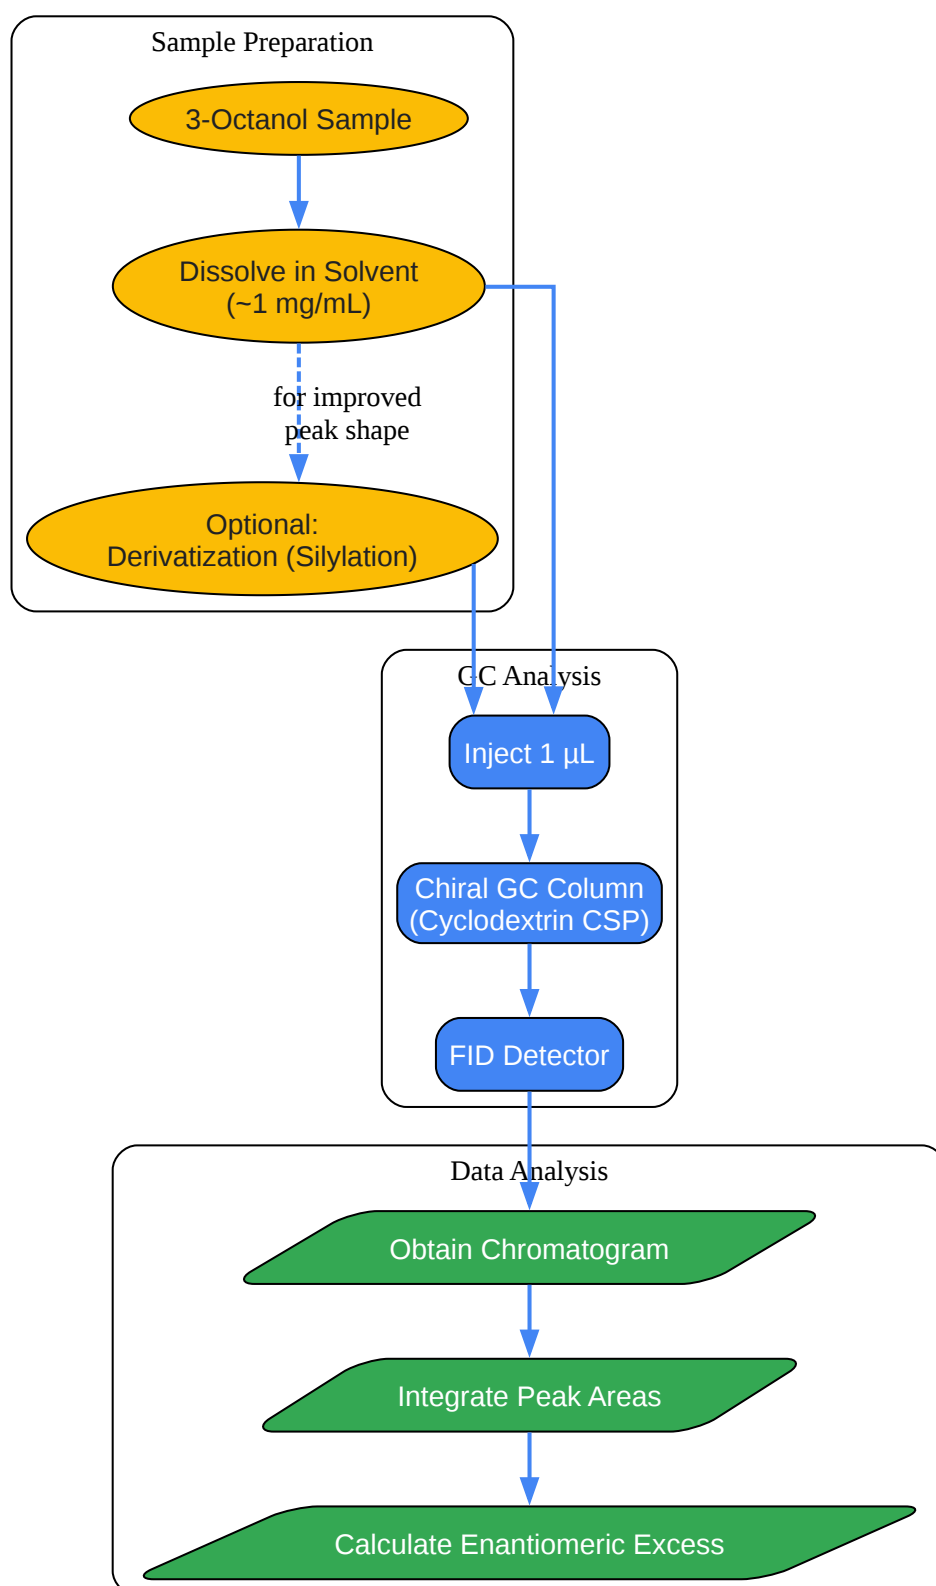 Sample Preparation
3-Octanol Sample
Dissolve in Solvent
(~1 mg/mL)
for improved
peak shape
Optional:
Derivatization (Silylation)
GC Analysis
Inject 1 µL
Chiral GC Column
(Cyclodextrin CSP)
FID Detector
Data Analysis
Obtain Chromatogram
Integrate Peak Areas
Calculate Enantiomeric Excess